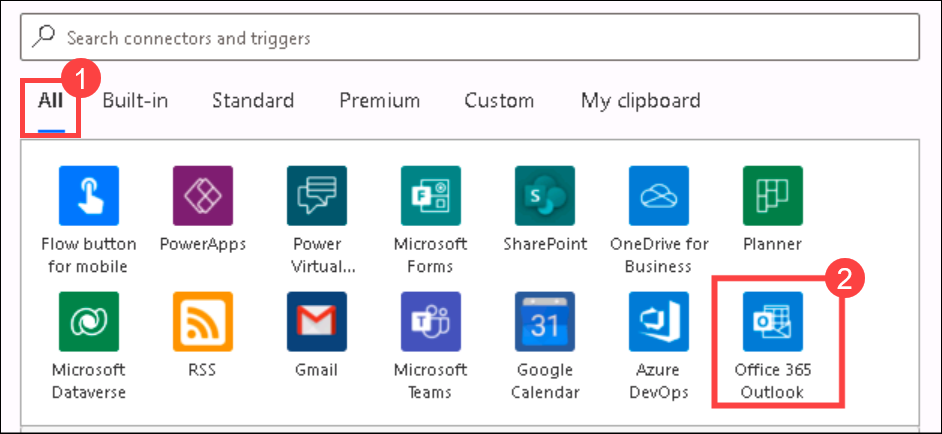 Search connectors and triggers
1
All Built-in Standard Premium Custom My clipboard
Flow button for mobile
PowerApps
Power Virtual...
Microsoft Forms
SharePoint
OneDrive for Business
Planner
2
Microsoft Dataverse
RSS
Gmail
Microsoft Teams
31
Google Calendar
Azure DevOps
Office 365 Outlook